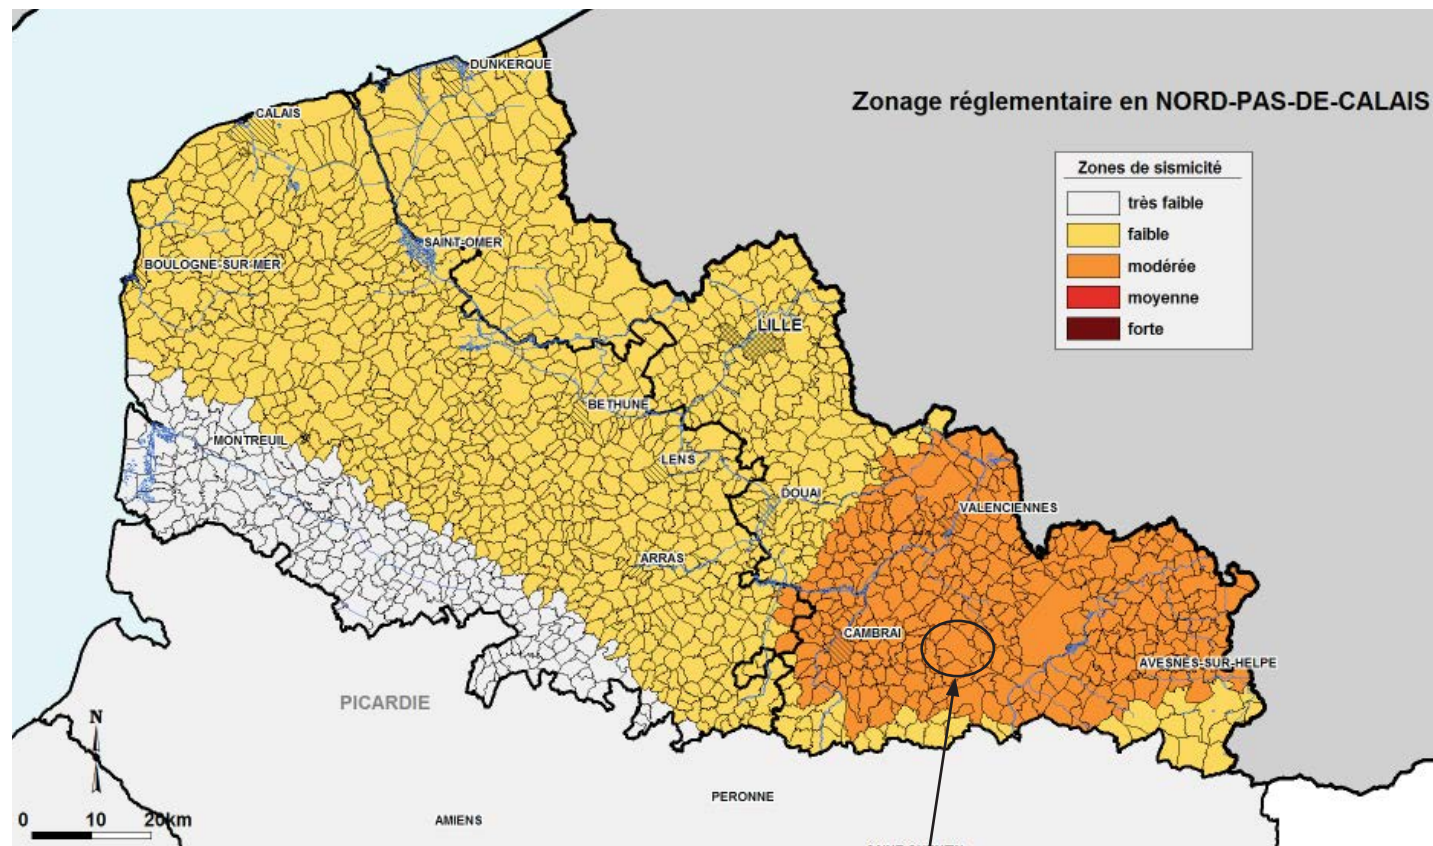 DUNKERQUE
Zonage réglementaire en NORD-PAS-DE-CALAIS
CALAIS
Zones de sismicité
très faible
faible
modérée
moyenne
forte
SAINT-OMER
BOULOGNE-SUR-MER
LILLE
BETHUNE
MONTREUIL
LENS
DOUAI
VALENCIENNES
ARRAS
CAMBRAI
AVESNES-SUR-HELPE
PICARDIE
N
PERONNE
0 10 20km
AMIENS